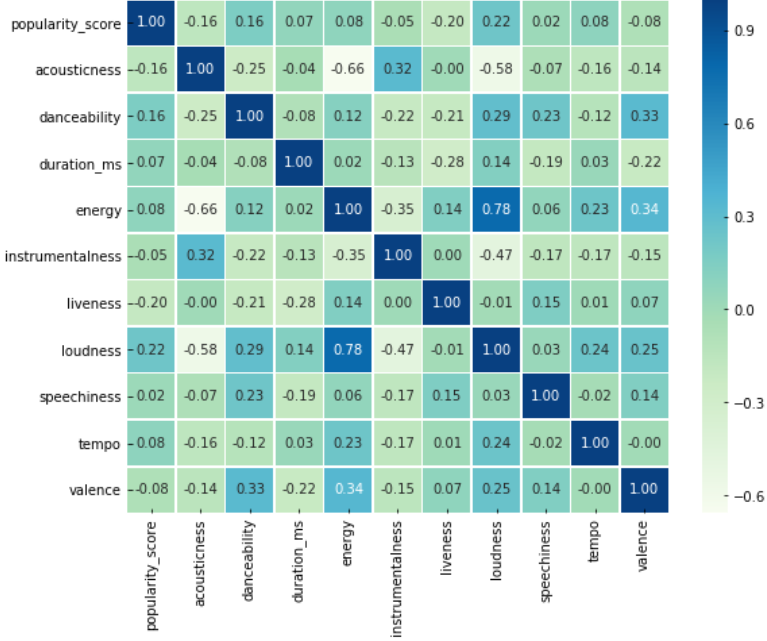 popularity_score 1.00 -0.16 0.16 0.07 0.08 -0.05 -0.20 0.22 0.02 0.08 -0.08
acousticness -0.16 1.00 -0.25 -0.04 -0.66 0.32 -0.00 -0.58 -0.07 -0.16 -0.14
danceability 0.16 -0.25 1.00 -0.08 0.12 -0.22 -0.21 0.29 0.23 -0.12 0.33
duration_ms 0.07 -0.04 -0.08 1.00 0.02 -0.13 -0.28 0.14 -0.19 0.03 -0.22
energy 0.08 -0.66 0.12 0.02 1.00 -0.35 0.14 0.78 0.06 0.23 0.34
instrumentalness -0.05 0.32 -0.22 -0.13 -0.35 1.00 0.00 -0.47 -0.17 -0.17 -0.15
liveness -0.20 -0.00 -0.21 -0.28 0.14 0.00 1.00 -0.01 0.15 0.01 0.07
loudness 0.22 -0.58 0.29 0.14 0.78 -0.47 -0.01 1.00 0.03 0.24 0.25
speechiness 0.02 -0.07 0.23 -0.19 0.06 -0.17 0.15 0.03 1.00 -0.02 0.14
tempo 0.08 -0.16 -0.12 0.03 0.23 -0.17 0.01 0.24 -0.02 1.00 -0.00
valence -0.08 -0.14 0.33 -0.22 0.34 -0.15 0.07 0.25 0.14 -0.00 1.00
popularity_score
acousticness
danceability
duration_ms
energy
instrumentalness
liveness
loudness
speechiness
tempo
valence
0.9
0.6
0.3
0.0
−0.3
−0.6